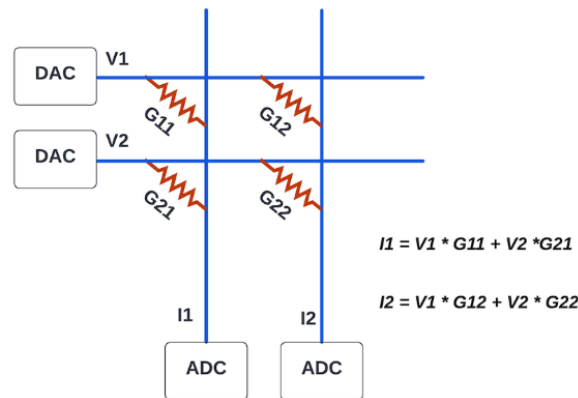 V1
DAC
G11
G12
V2
DAC
G21
G22
I1 = V1 * G11 + V2 *G21
I2 = V1 * G12 + V2 * G22
I1
I2
ADC
ADC